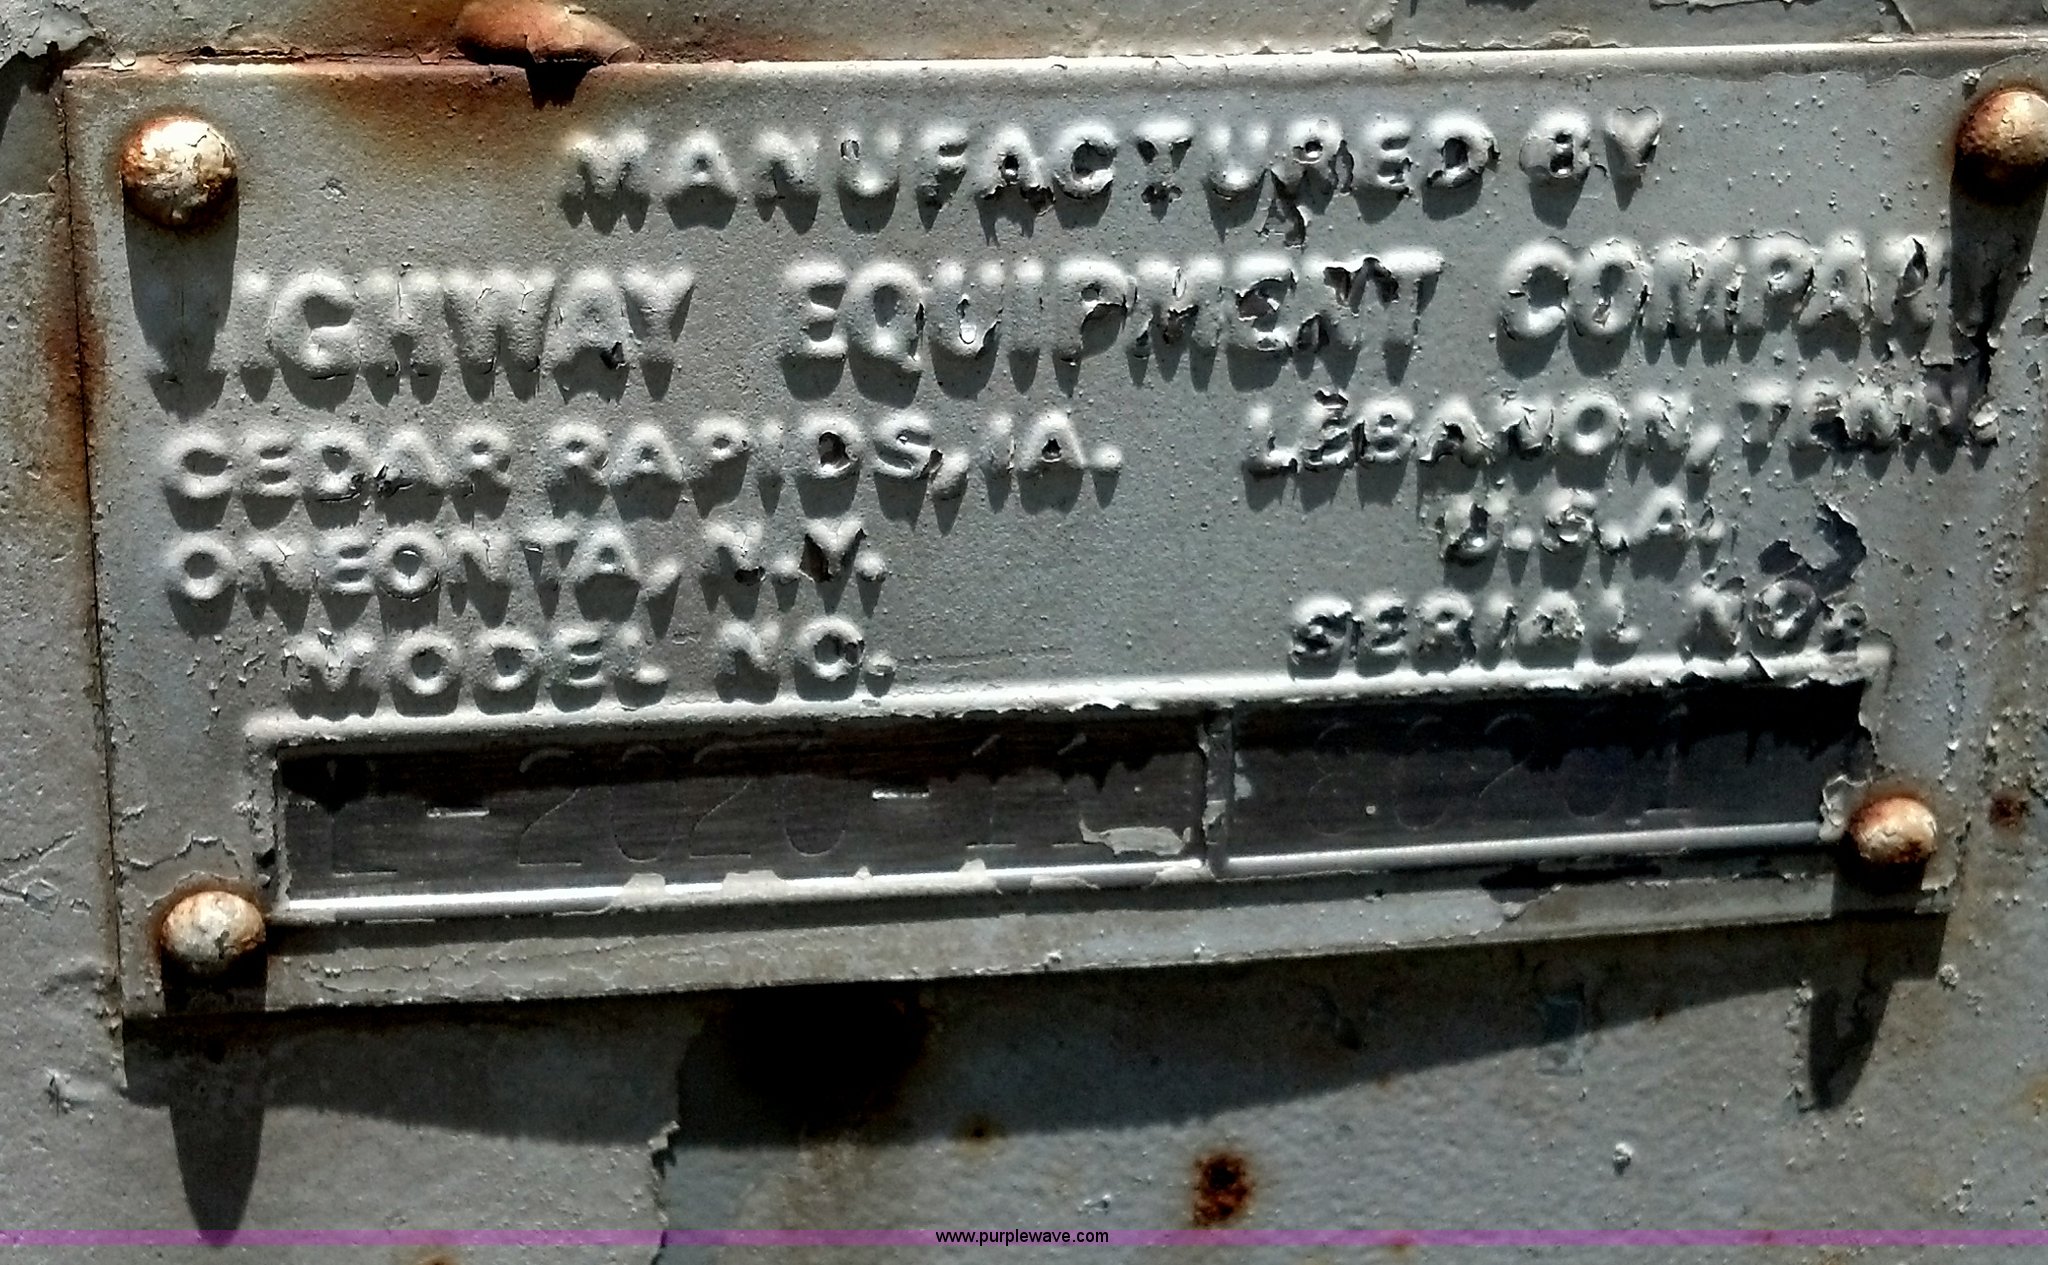 MANUFACTURED BY
HIGHWAY EQUIPMENT COMPANY
CEDAR RAPIDS, IA. LEBANON, TENN.
ONEONTA, N.Y. U.S.A.
MODEL NO. SERIAL NO.
www.purplewave.com